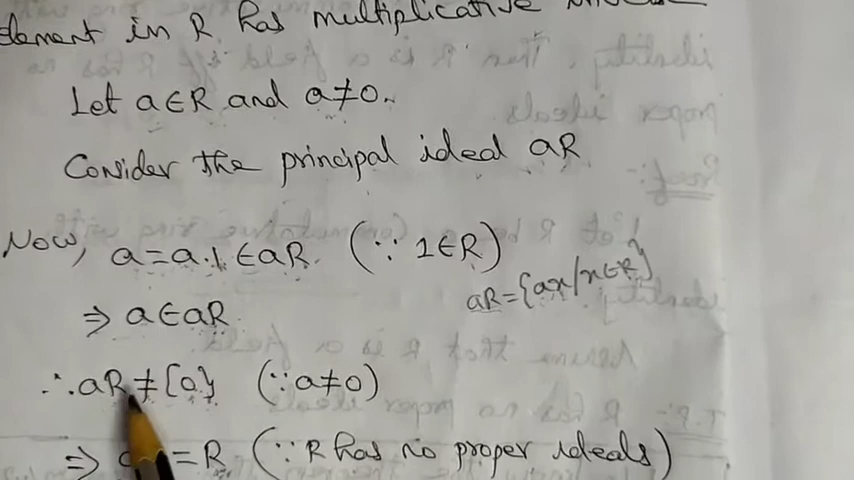 element in R has multiplicative
Let a∈R and a≠0.
Consider the principal ideal aR
Now, a=a.1∈aR (∵ 1∈R)
aR={ax/x∈R}
⇒ a∈aR
∴aR≠{0} (∵a≠0)
⇒ =R (∵R has no proper ideals)